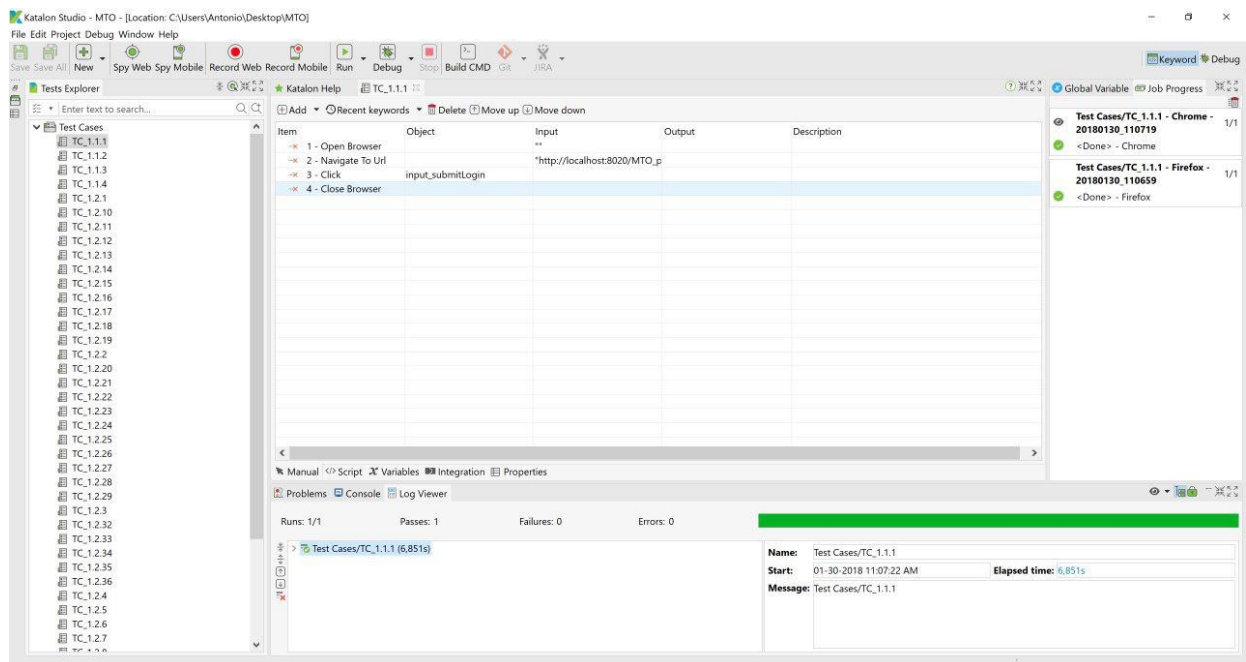 Katalon Studio - MTO - [Location: C:\Users\Antonio\Desktop\MTO]
File Edit Project Debug Window Help
Save Save All New Spy Web Spy Mobile Record Web Record Mobile Run Debug Stop Build CMD Git JIRA
Keyword Debug
Tests Explorer
Enter text to search...
Test Cases
TC_1.1.1
TC_1.1.2
TC_1.1.3
TC_1.1.4
TC_1.2.1
TC_1.2.10
TC_1.2.11
TC_1.2.12
TC_1.2.13
TC_1.2.14
TC_1.2.15
TC_1.2.16
TC_1.2.17
TC_1.2.18
TC_1.2.19
TC_1.2.2
TC_1.2.20
TC_1.2.21
TC_1.2.22
TC_1.2.23
TC_1.2.24
TC_1.2.25
TC_1.2.26
TC_1.2.27
TC_1.2.28
TC_1.2.29
TC_1.2.3
TC_1.2.32
TC_1.2.33
TC_1.2.34
TC_1.2.35
TC_1.2.36
TC_1.2.4
TC_1.2.5
TC_1.2.6
TC_1.2.7
Katalon Help TC_1.1.1
Add Recent keywords Delete Move up Move down
Item Object Input Output Description
1 - Open Browser ""
2 - Navigate To Url "http://localhost:8020/MTO_p
3 - Click input_submitLogin
4 - Close Browser
Manual Script Variables Integration Properties
Problems Console Log Viewer
Runs: 1/1 Passes: 1 Failures: 0 Errors: 0
Test Cases/TC_1.1.1 (6,851s)
Name: Test Cases/TC_1.1.1
Start: 01-30-2018 11:07:22 AM Elapsed time: 6,851s
Message: Test Cases/TC_1.1.1
Global Variable Job Progress
Test Cases/TC_1.1.1 - Chrome - 1/1
20180130_110719
<Done> - Chrome
Test Cases/TC_1.1.1 - Firefox - 1/1
20180130_110659
<Done> - Firefox